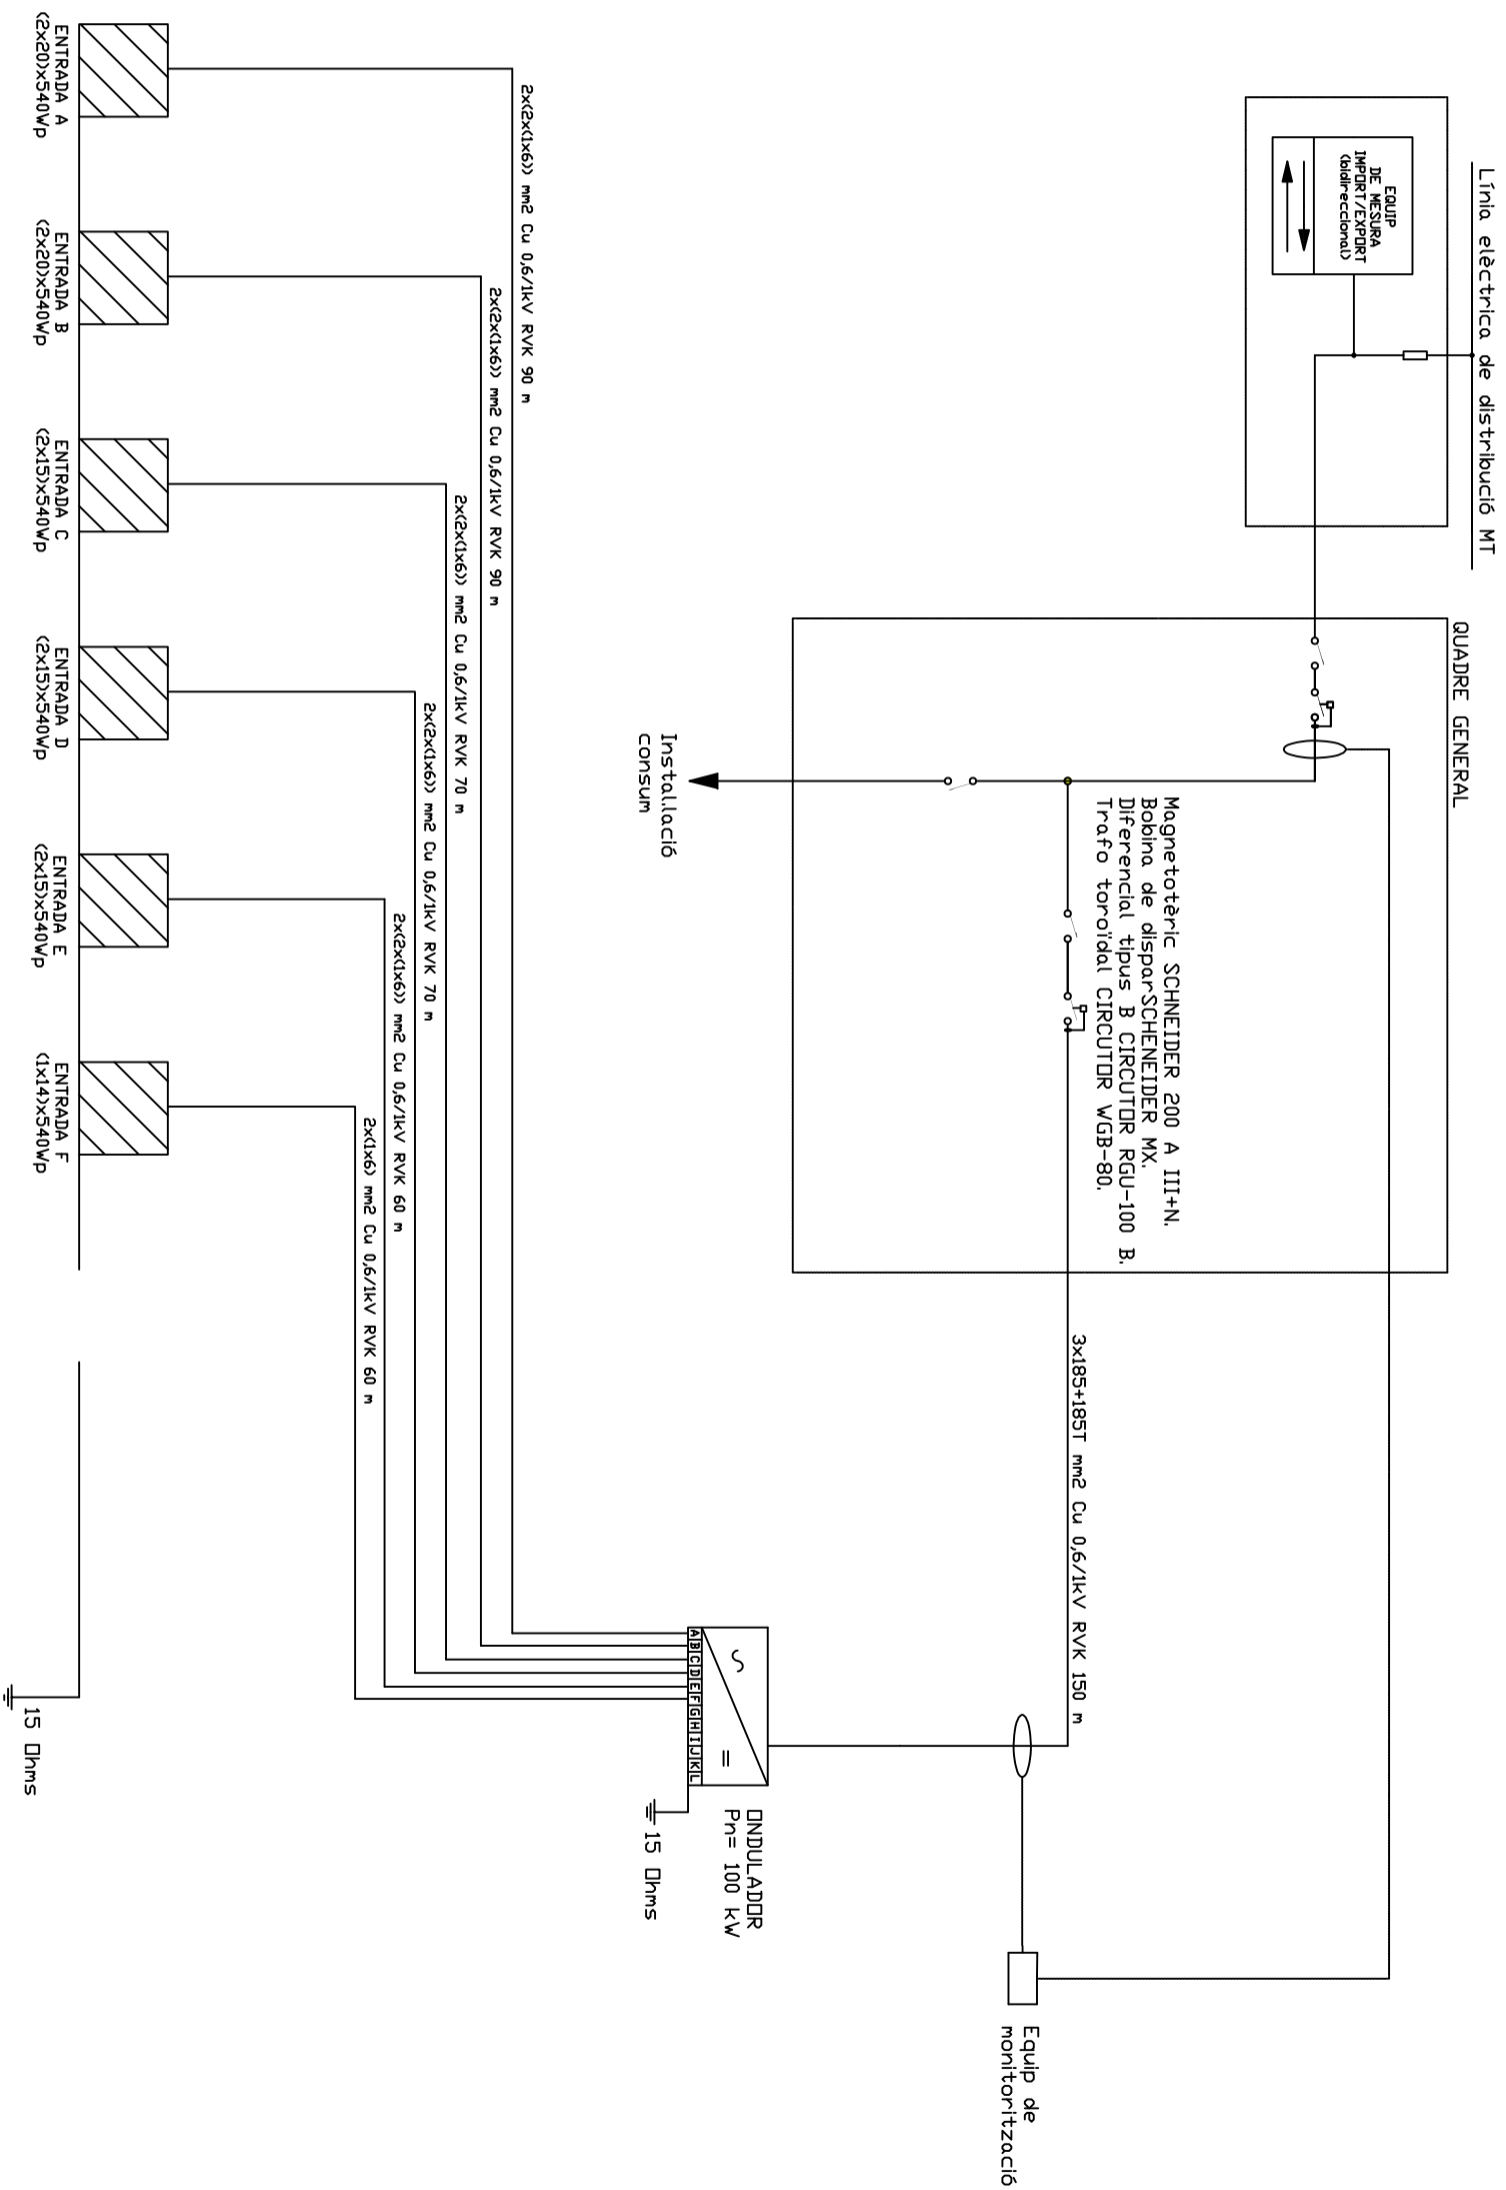 Línia elèctrica de distribució MT
EQUIP
DE MESURA
IMPORT/EXPORT
(bidireccional)
QUADRE GENERAL
Magnetotèric SCHNEIDER 200 A III+N.
Bobina de disparSCHENEIDER MX.
Diferencial tipus B CIRCUTOR RGU-100 B.
Trafo toroïdal CIRCUTOR WGB-80.
Instal.lació
consum
3x185+185T mm2 Cu 0,6/1kV RVK 150 m
Equip de
monitorització
ONDULADOR
Pn= 100 kW
A B C D E F G H I J K L
=
15 Ohms
2x(2x(1x6)) mm2 Cu 0,6/1kV RVK 90 m
2x(2x(1x6)) mm2 Cu 0,6/1kV RVK 90 m
2x(2x(1x6)) mm2 Cu 0,6/1kV RVK 70 m
2x(2x(1x6)) mm2 Cu 0,6/1kV RVK 70 m
2x(2x(1x6)) mm2 Cu 0,6/1kV RVK 60 m
2x(1x6) mm2 Cu 0,6/1kV RVK 60 m
ENTRADA A
(2x20)x540Wp
ENTRADA B
(2x20)x540Wp
ENTRADA C
(2x15)x540Wp
ENTRADA D
(2x15)x540Wp
ENTRADA E
(2x15)x540Wp
ENTRADA F
(1x14)x540Wp
15 Ohms